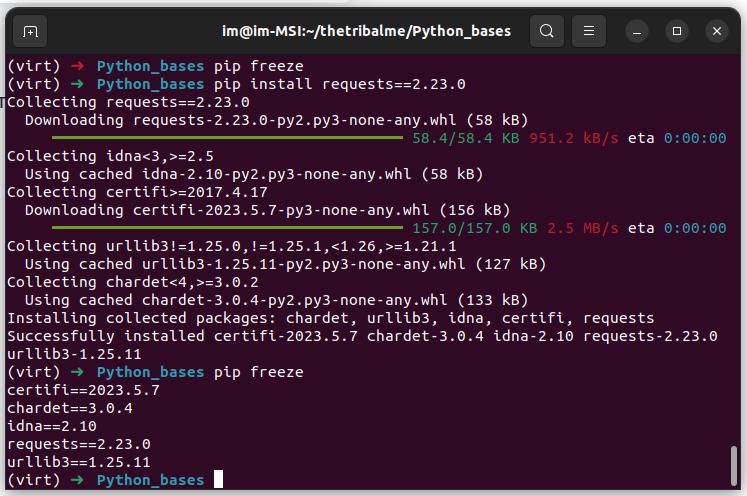 im@im-MSI:~/thetribalme/Python_bases
(virt) ➜  Python_bases pip freeze
(virt) ➜  Python_bases pip install requests==2.23.0
Collecting requests==2.23.0
  Downloading requests-2.23.0-py2.py3-none-any.whl (58 kB)
58.4/58.4 KB 951.2 kB/s eta 0:00:00
Collecting idna<3,>=2.5
  Using cached idna-2.10-py2.py3-none-any.whl (58 kB)
Collecting certifi>=2017.4.17
  Downloading certifi-2023.5.7-py3-none-any.whl (156 kB)
157.0/157.0 KB 2.5 MB/s eta 0:00:00
Collecting urllib3!=1.25.0,!=1.25.1,<1.26,>=1.21.1
  Using cached urllib3-1.25.11-py2.py3-none-any.whl (127 kB)
Collecting chardet<4,>=3.0.2
  Using cached chardet-3.0.4-py2.py3-none-any.whl (133 kB)
Installing collected packages: chardet, urllib3, idna, certifi, requests
Successfully installed certifi-2023.5.7 chardet-3.0.4 idna-2.10 requests-2.23.0
urllib3-1.25.11
(virt) ➜  Python_bases pip freeze
certifi==2023.5.7
chardet==3.0.4
idna==2.10
requests==2.23.0
urllib3==1.25.11
(virt) ➜  Python_bases